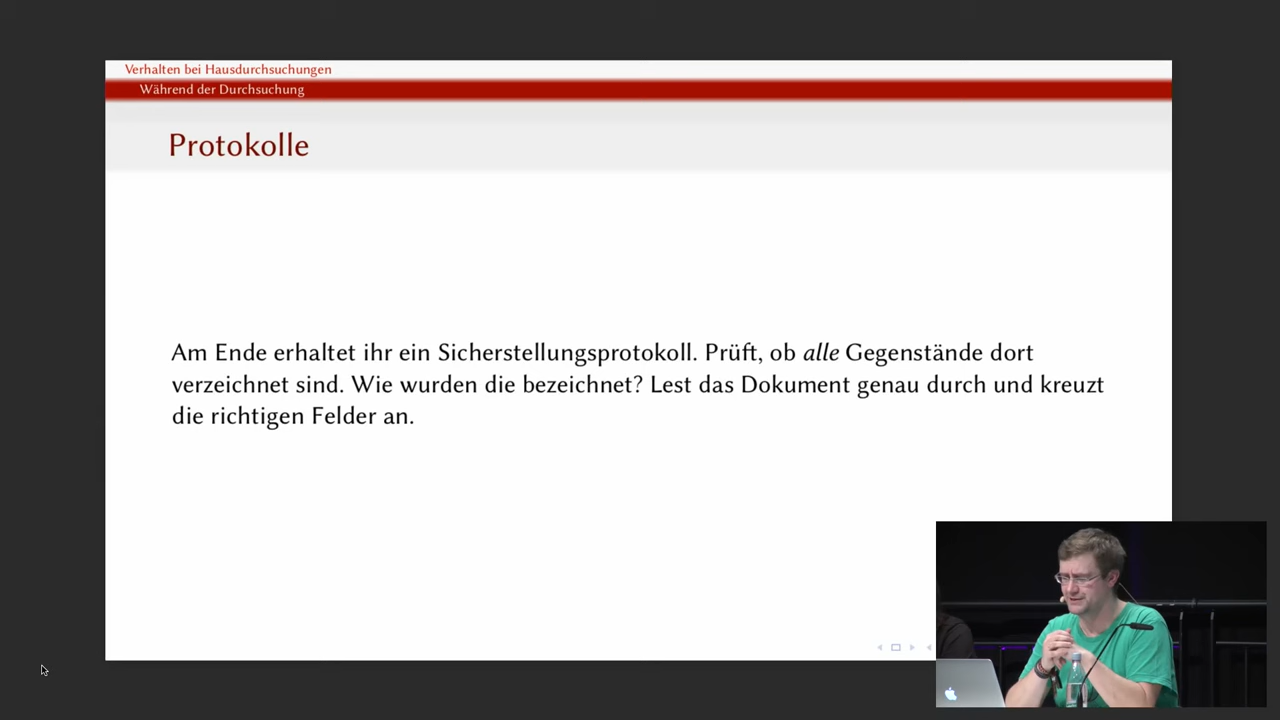 Verhalten bei Hausdurchsuchungen
Während der Durchsuchung
Protokolle
Am Ende erhaltet ihr ein Sicherstellungsprotokoll. Prüft, ob alle Gegenstände dort
verzeichnet sind. Wie wurden die bezeichnet? Lest das Dokument genau durch und kreuzt
die richtigen Felder an.